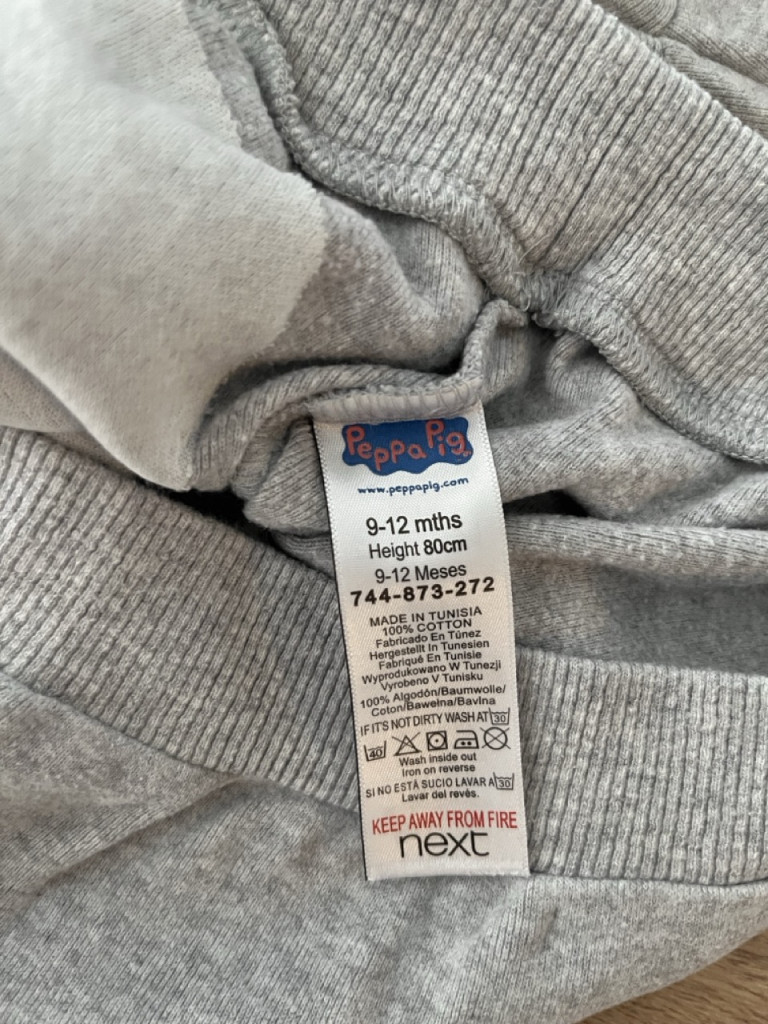 Peppa Pig
www.peppapig.com
9-12 mths
Height 80cm
9-12 Meses
744-873-272
MADE IN TUNISIA
100% COTTON
Fabricado En Túnez
Hergestellt In Tunesien
Fabriqué En Tunisie
Wyprodukowano W Tunezji
Vyrobeno V Tunisku
100% Algodón/Baumwolle/
Coton/Bawełna/Bavlna
IF IT'S NOT DIRTY WASH AT 30
40
Wash inside out
Iron on reverse
SI NO ESTÁ SUCIO LAVAR A 30
Lavar del revés.
KEEP AWAY FROM FIRE
next